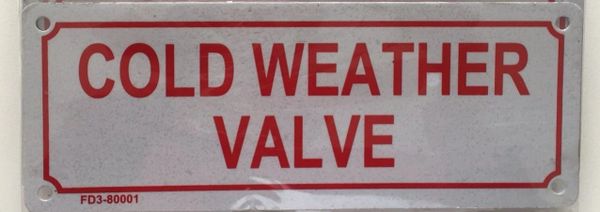 COLD WEATHER
VALVE
FD3-80001